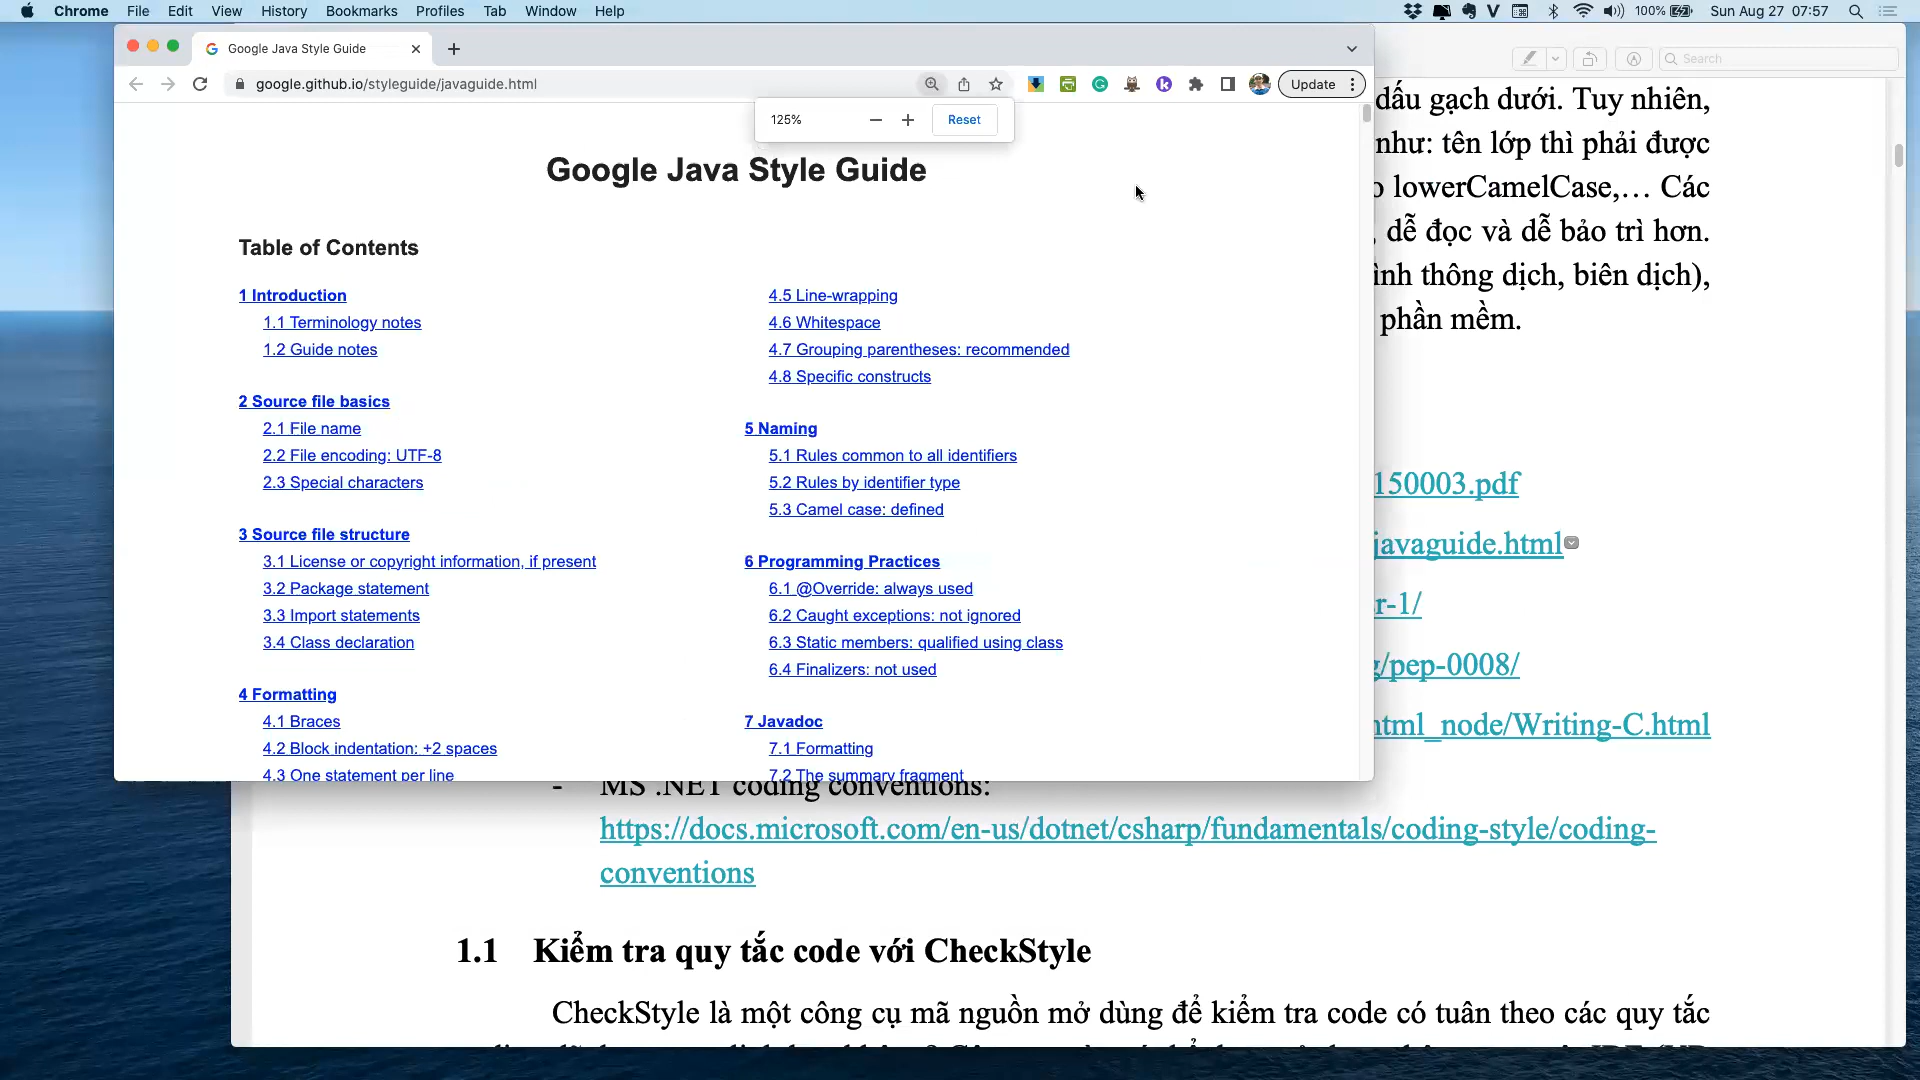 Chrome File Edit View History Bookmarks Profiles Tab Window Help
100% Sun Aug 27 07:57
Google Java Style Guide
google.github.io/styleguide/javaguide.html
Update
Search
125%
Reset
Google Java Style Guide
Table of Contents
1 Introduction
1.1 Terminology notes
1.2 Guide notes
2 Source file basics
2.1 File name
2.2 File encoding: UTF-8
2.3 Special characters
3 Source file structure
3.1 License or copyright information, if present
3.2 Package statement
3.3 Import statements
3.4 Class declaration
4 Formatting
4.1 Braces
4.2 Block indentation: +2 spaces
4.3 One statement per line
4.5 Line-wrapping
4.6 Whitespace
4.7 Grouping parentheses: recommended
4.8 Specific constructs
5 Naming
5.1 Rules common to all identifiers
5.2 Rules by identifier type
5.3 Camel case: defined
6 Programming Practices
6.1 @Override: always used
6.2 Caught exceptions: not ignored
6.3 Static members: qualified using class
6.4 Finalizers: not used
7 Javadoc
7.1 Formatting
7.2 The summary fragment
dấu gạch dưới. Tuy nhiên,
như: tên lớp thì phải được
lowerCamelCase,… Các
dễ đọc và dễ bảo trì hơn.
ình thông dịch, biên dịch),
phần mềm.
150003.pdf
javaguide.html
r-1/
/pep-0008/
html_node/Writing-C.html
- MS .NET coding conventions:
https://docs.microsoft.com/en-us/dotnet/csharp/fundamentals/coding-style/coding-
conventions
1.1 Kiểm tra quy tắc code với CheckStyle
CheckStyle là một công cụ mã nguồn mở dùng để kiểm tra code có tuân theo các quy tắc